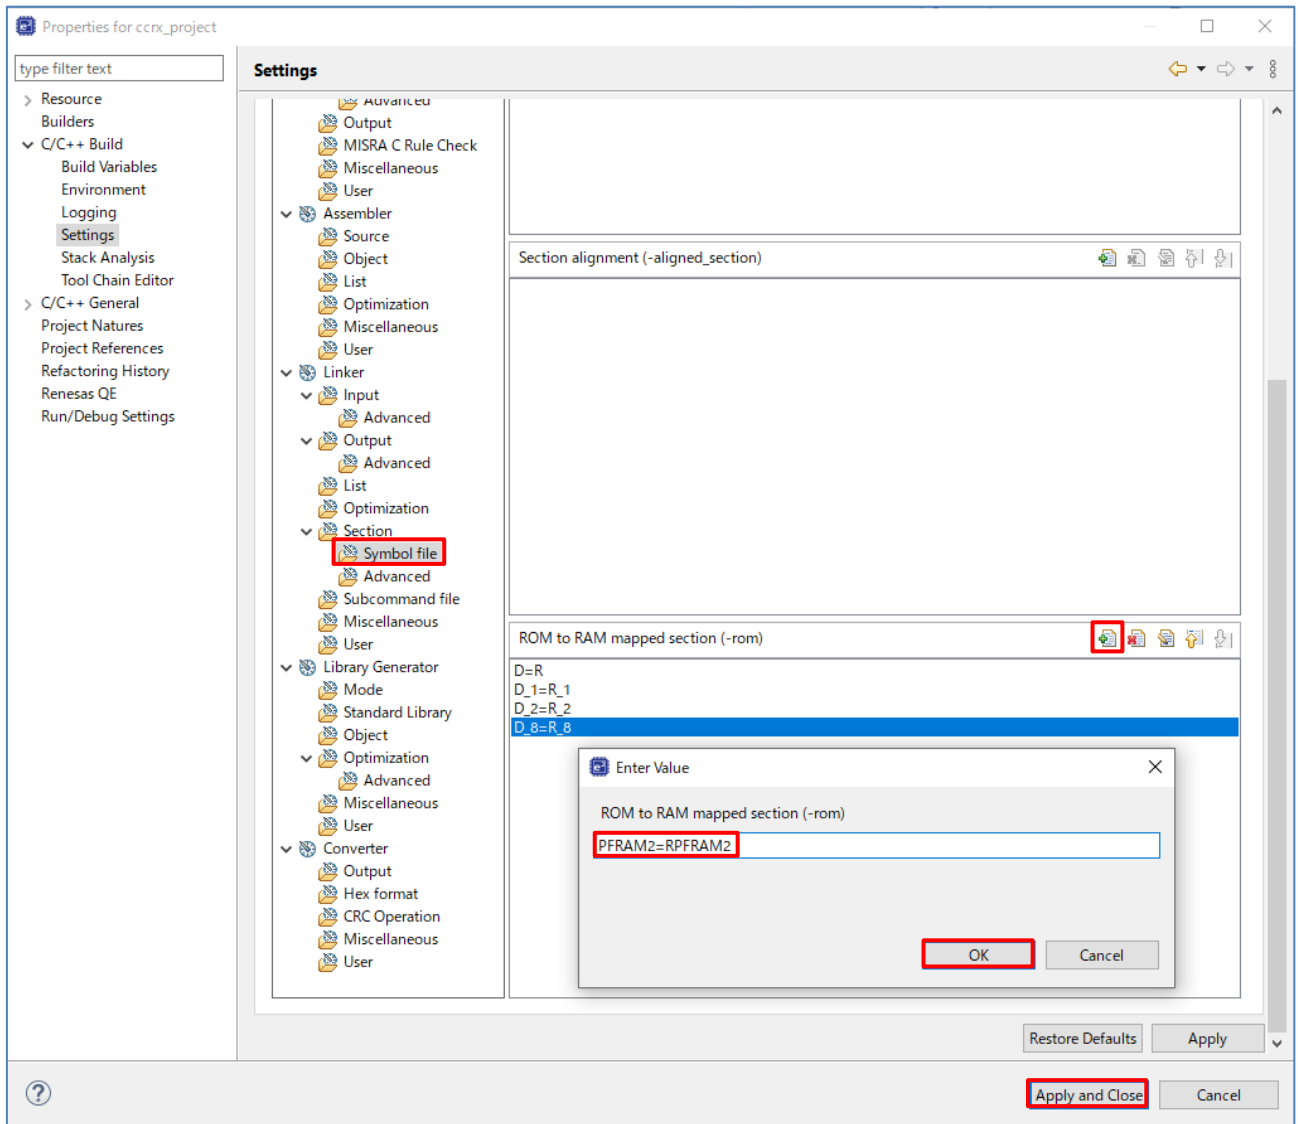 Properties for ccrx_project
type filter text
Resource
Builders
C/C++ Build
Build Variables
Environment
Logging
Settings
Stack Analysis
Tool Chain Editor
C/C++ General
Project Natures
Project References
Refactoring History
Renesas QE
Run/Debug Settings
Settings
Advanced
Output
MISRA C Rule Check
Miscellaneous
User
Assembler
Source
Object
List
Optimization
Miscellaneous
User
Linker
Input
Advanced
Output
Advanced
List
Optimization
Section
Symbol file
Advanced
Subcommand file
Miscellaneous
User
Library Generator
Mode
Standard Library
Object
Optimization
Advanced
Miscellaneous
User
Converter
Output
Hex format
CRC Operation
Miscellaneous
User
Section alignment (-aligned_section)
ROM to RAM mapped section (-rom)
D=R
D_1=R_1
D_2=R_2
D_8=R_8
Enter Value
ROM to RAM mapped section (-rom)
PFRAM2=RPFRAM2
OK
Cancel
Restore Defaults
Apply
Apply and Close
Cancel